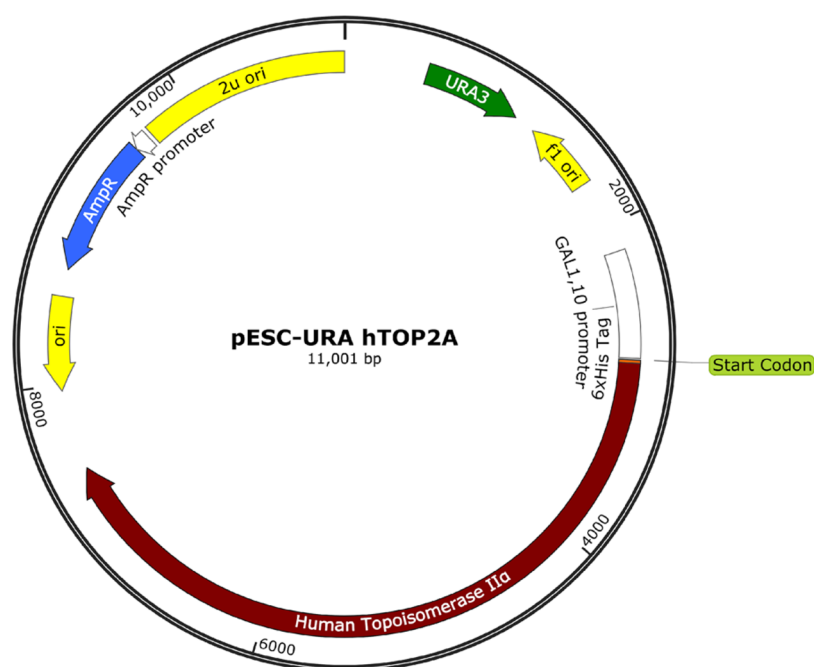 2u ori
URA3
10,000
AmpR promoter
f1 ori
AmpR
2000
GAL1,10 promoter
6xHis Tag
ori
pESC-URA hTOP2A
11,001 bp
Start Codon
8000
4000
Human Topoisomerase IIα
6000